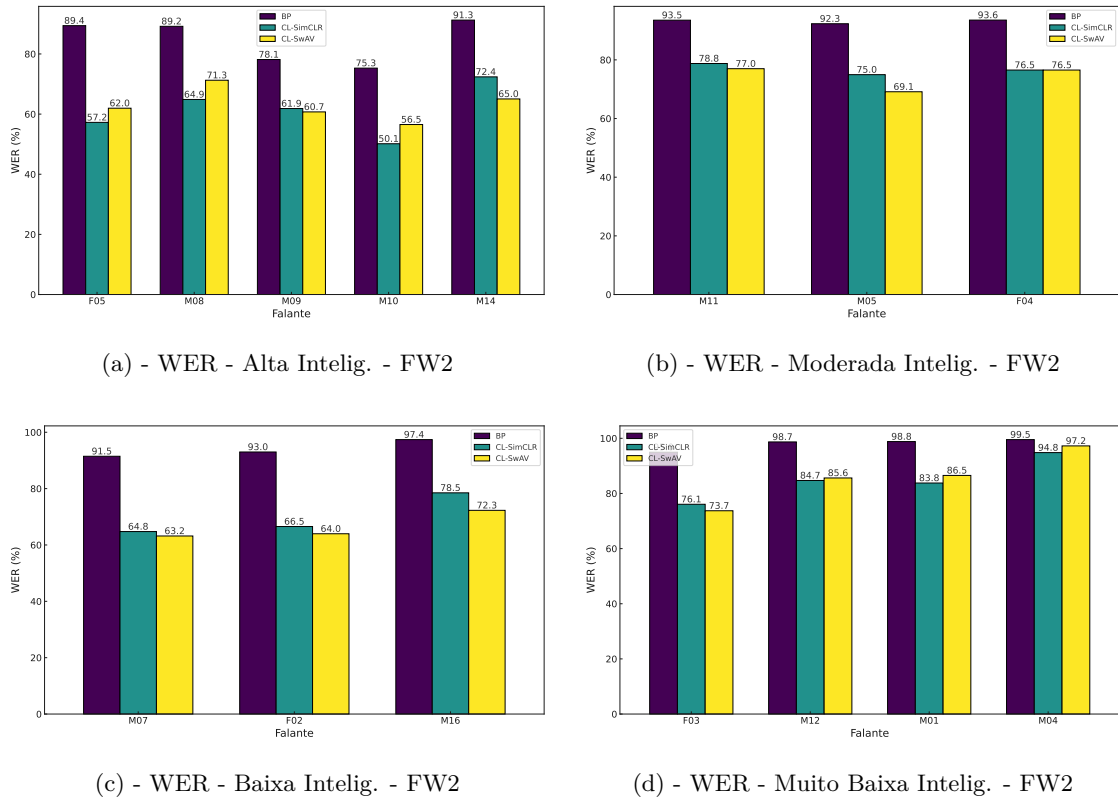 89.4
57.2
62.0
89.2
64.9
71.3
78.1
61.9
60.7
75.3
50.1
56.5
91.3
72.4
65.0
BP
CL-SimCLR
CL-SwAV
WER (%)
0
20
40
60
80
F05 M08 M09 M10 M14
Falante
(a) - WER - Alta Intelig. - FW2
93.5
78.8
77.0
92.3
75.0
69.1
93.6
76.5
76.5
BP
CL-SimCLR
CL-SwAV
WER (%)
0
20
40
60
80
M11 M05 F04
Falante
(b) - WER - Moderada Intelig. - FW2
91.5
64.8
63.2
93.0
66.5
64.0
97.4
78.5
72.3
BP
CL-SimCLR
CL-SwAV
WER (%)
0
20
40
60
80
100
M07 F02 M16
Falante
(c) - WER - Baixa Intelig. - FW2
BP
CL-SimCLR
CL-SwAV
76.1
73.7
98.7
84.7
85.6
98.8
83.8
86.5
99.5
94.8
97.2
WER (%)
0
20
40
60
80
100
F03 M12 M01 M04
Falante
(d) - WER - Muito Baixa Intelig. - FW2